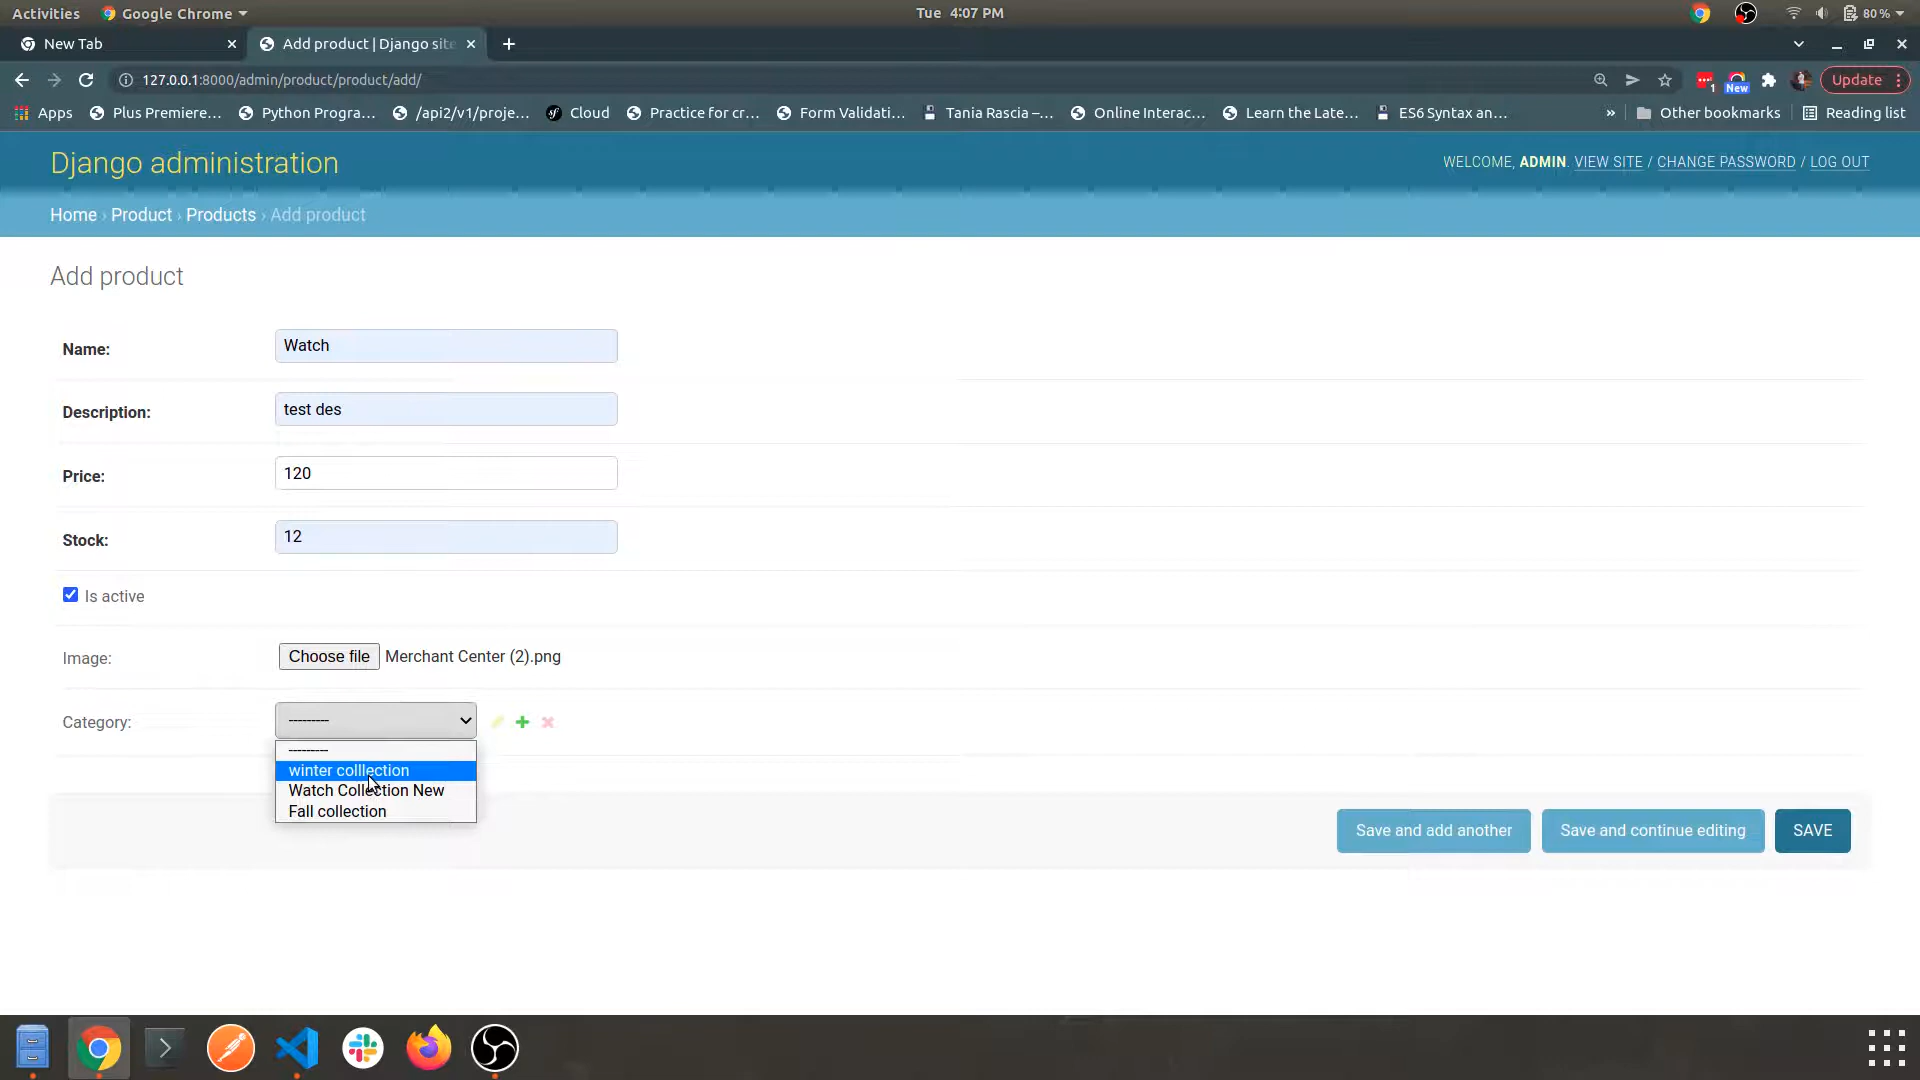 Activities Google Chrome Tue 4:07 PM 80 %
New Tab Add product | Django site
127.0.0.1:8000/admin/product/product/add/ 1 New Update
Apps Plus Premiere... Python Progra... /api2/v1/proje... Cloud Practice for cr... Form Validati... Tania Rascia –... Online Interac... Learn the Late... ES6 Syntax an... » Other bookmarks Reading list
Django administration WELCOME, ADMIN. VIEW SITE / CHANGE PASSWORD / LOG OUT
Home › Product › Products › Add product
Add product
Name: Watch
Description: test des
Price: 120
Stock: 12
Is active
Image: Choose file Merchant Center (2).png
Category: ---------
---------
winter colllection
Watch Collection New
Fall collection
Save and add another Save and continue editing SAVE